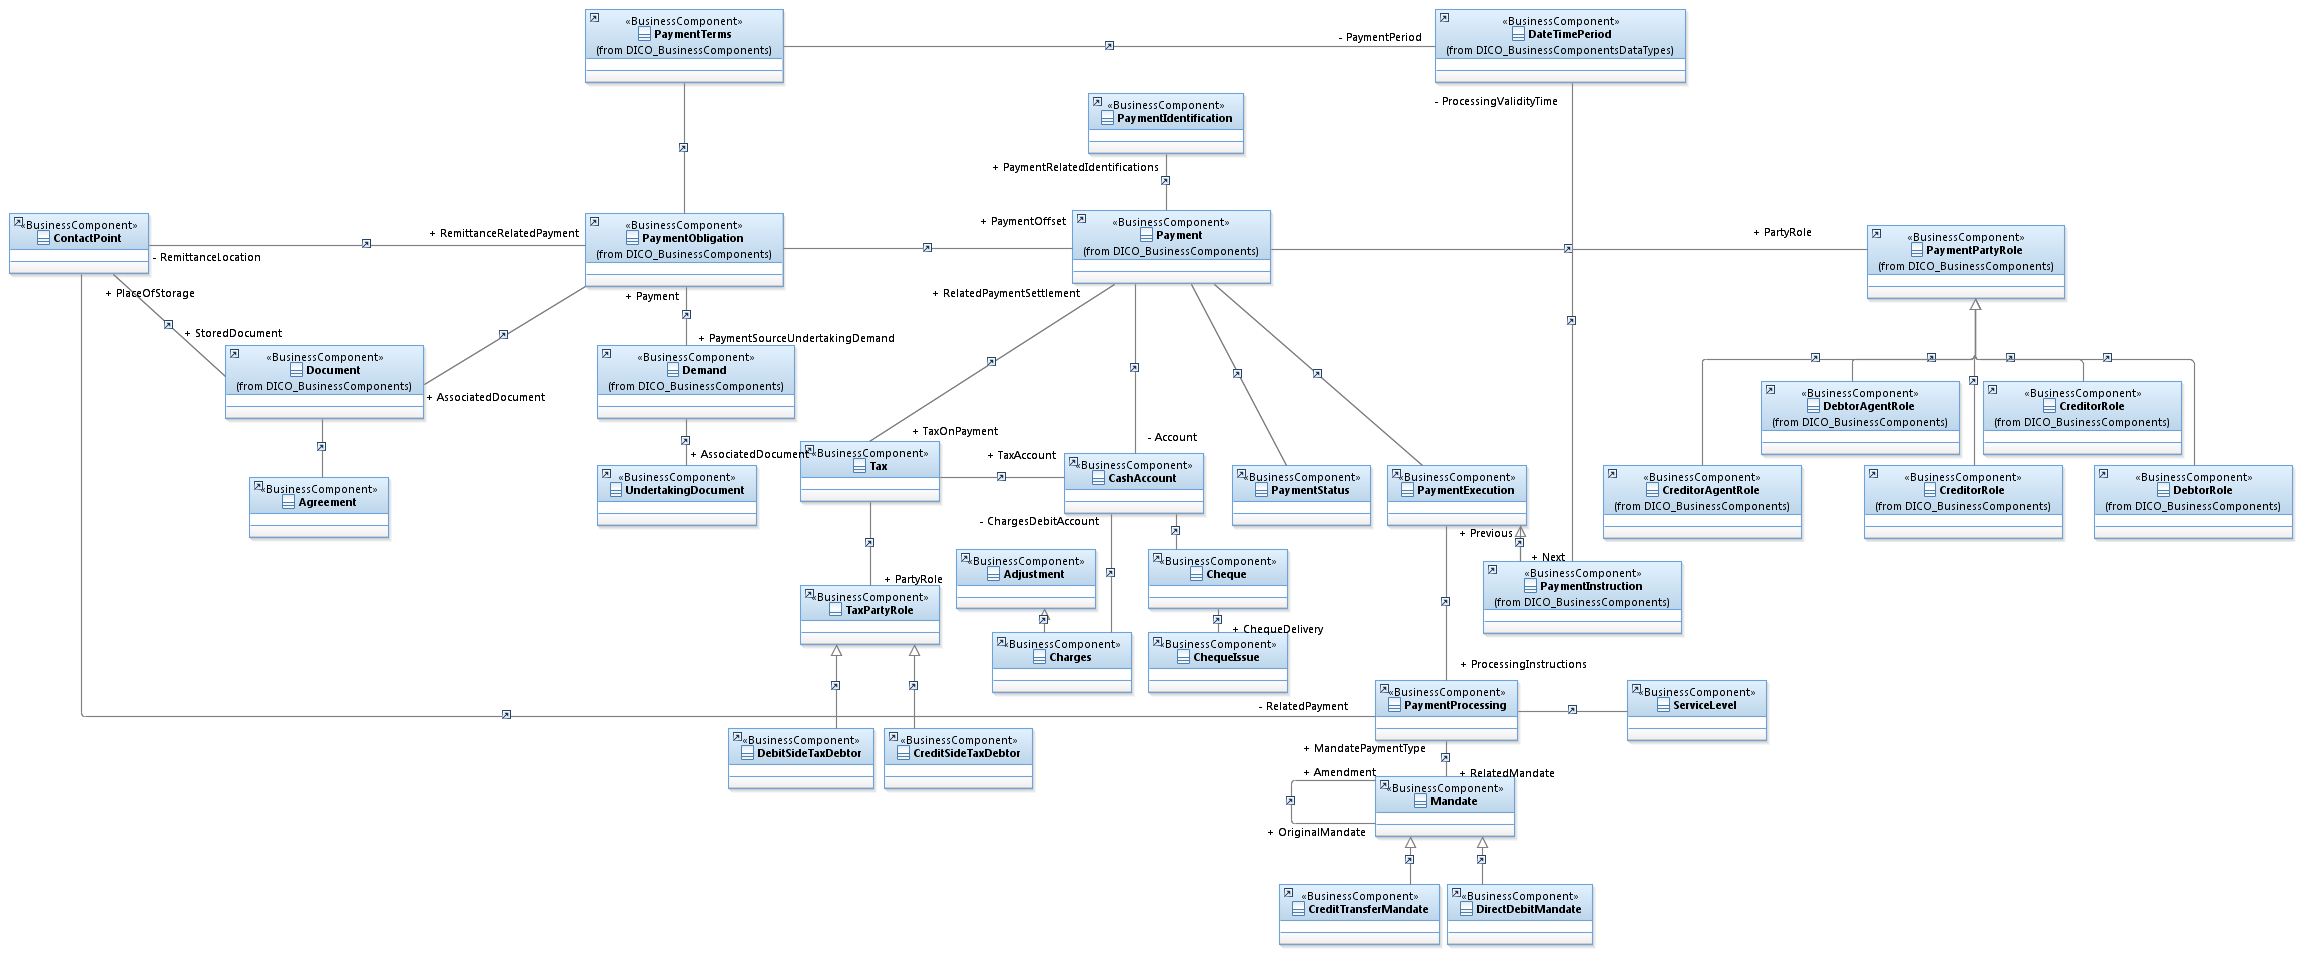 «BusinessComponent»
PaymentTerms
(from DICO_BusinessComponents)
- PaymentPeriod
«BusinessComponent»
DateTimePeriod
(from DICO_BusinessComponentsDataTypes)
- ProcessingValidityTime
«BusinessComponent»
PaymentIdentification
+ PaymentRelatedIdentifications
«BusinessComponent»
ContactPoint
- RemittanceLocation
+ PlaceOfStorage
+ RemittanceRelatedPayment
«BusinessComponent»
PaymentObligation
(from DICO_BusinessComponents)
+ Payment
+ PaymentOffset
«BusinessComponent»
Payment
(from DICO_BusinessComponents)
+ RelatedPaymentSettlement
+ PartyRole
«BusinessComponent»
PaymentPartyRole
(from DICO_BusinessComponents)
+ StoredDocument
«BusinessComponent»
Document
(from DICO_BusinessComponents)
+ AssociatedDocument
+ PaymentSourceUndertakingDemand
«BusinessComponent»
Demand
(from DICO_BusinessComponents)
«BusinessComponent»
DebtorAgentRole
(from DICO_BusinessComponents)
«BusinessComponent»
CreditorRole
(from DICO_BusinessComponents)
«BusinessComponent»
Agreement
+ AssociatedDocument
«BusinessComponent»
UndertakingDocument
+ TaxOnPayment
«BusinessComponent»
Tax
+ TaxAccount
- Account
«BusinessComponent»
CashAccount
- ChargesDebitAccount
«BusinessComponent»
PaymentStatus
«BusinessComponent»
PaymentExecution
+ Previous
«BusinessComponent»
CreditorAgentRole
(from DICO_BusinessComponents)
«BusinessComponent»
CreditorRole
(from DICO_BusinessComponents)
«BusinessComponent»
DebtorRole
(from DICO_BusinessComponents)
+ Next
«BusinessComponent»
PaymentInstruction
(from DICO_BusinessComponents)
«BusinessComponent»
Adjustment
«BusinessComponent»
Cheque
+ PartyRole
«BusinessComponent»
TaxPartyRole
«BusinessComponent»
Charges
+ ChequeDelivery
«BusinessComponent»
ChequeIssue
+ ProcessingInstructions
- RelatedPayment
«BusinessComponent»
PaymentProcessing
«BusinessComponent»
ServiceLevel
«BusinessComponent»
DebitSideTaxDebtor
«BusinessComponent»
CreditSideTaxDebtor
+ MandatePaymentType
+ Amendment
+ RelatedMandate
«BusinessComponent»
Mandate
+ OriginalMandate
«BusinessComponent»
CreditTransferMandate
«BusinessComponent»
DirectDebitMandate